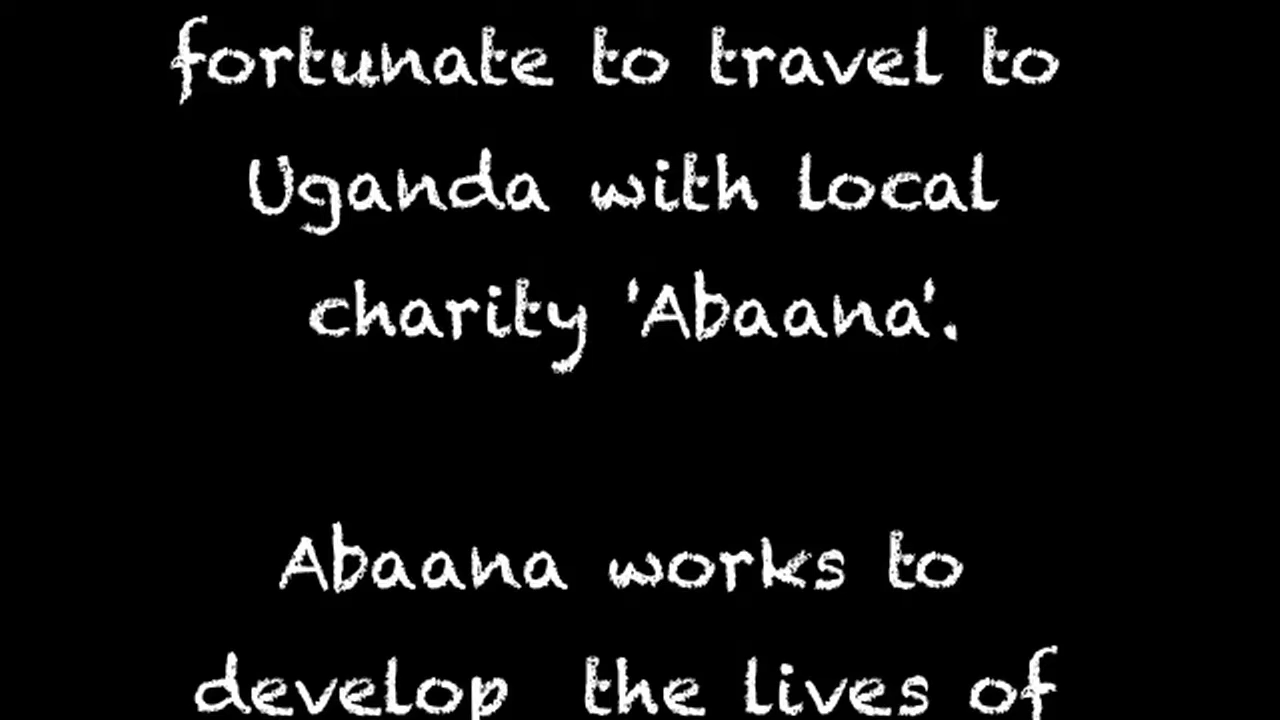 fortunate to travel to
Uganda with local
charity 'Abaana'.
Abaana works to
develop  the lives of